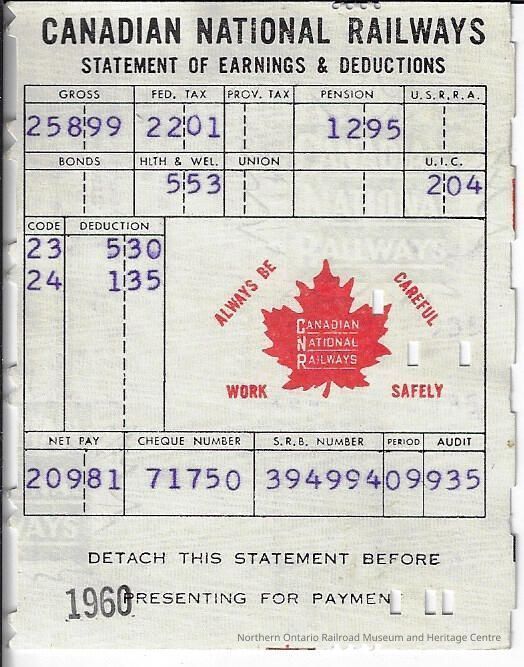 CANADIAN NATIONAL RAILWAYS
STATEMENT OF EARNINGS & DEDUCTIONS
GROSS FED. TAX PROV. TAX PENSION U.S.R.R.A.
25899 2201 1295
BONDS HLTH & WEL. UNION U.I.C.
553 204
CODE DEDUCTION
23 530
24 135
ALWAYS BE CAREFUL
CANADIAN
NATIONAL
RAILWAYS
WORK SAFELY
NET PAY CHEQUE NUMBER S.R.B. NUMBER PERIOD AUDIT
20981 71750 394994 09 935
DETACH THIS STATEMENT BEFORE
1960 PRESENTING FOR PAYMEN
Northern Ontario Railroad Museum and Heritage Centre